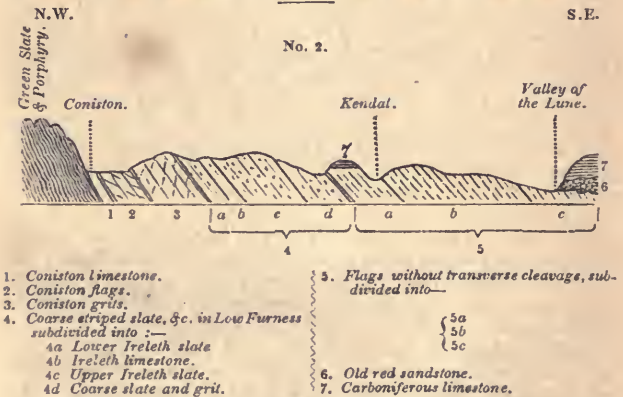 N.W.
S.E.
No. 2.
Green Slate
& Porphyry.
Coniston.
Kendal.
Valley of
the Lune.
7
7
6
1 2 3 a b c d a b c
4 5
1. Coniston limestone.
2. Coniston flags.
3. Coniston grits.
4. Coarse striped slate, &c. in Low Furness
subdivided into :—
4a Lower Ireleth slate
4b Ireleth limestone.
4c Upper Ireleth slate.
4d Coarse slate and grit.
5. Flags without transverse cleavage, sub-
divided into—
5a
5b
5c
6. Old red sandstone.
7. Carboniferous limestone.